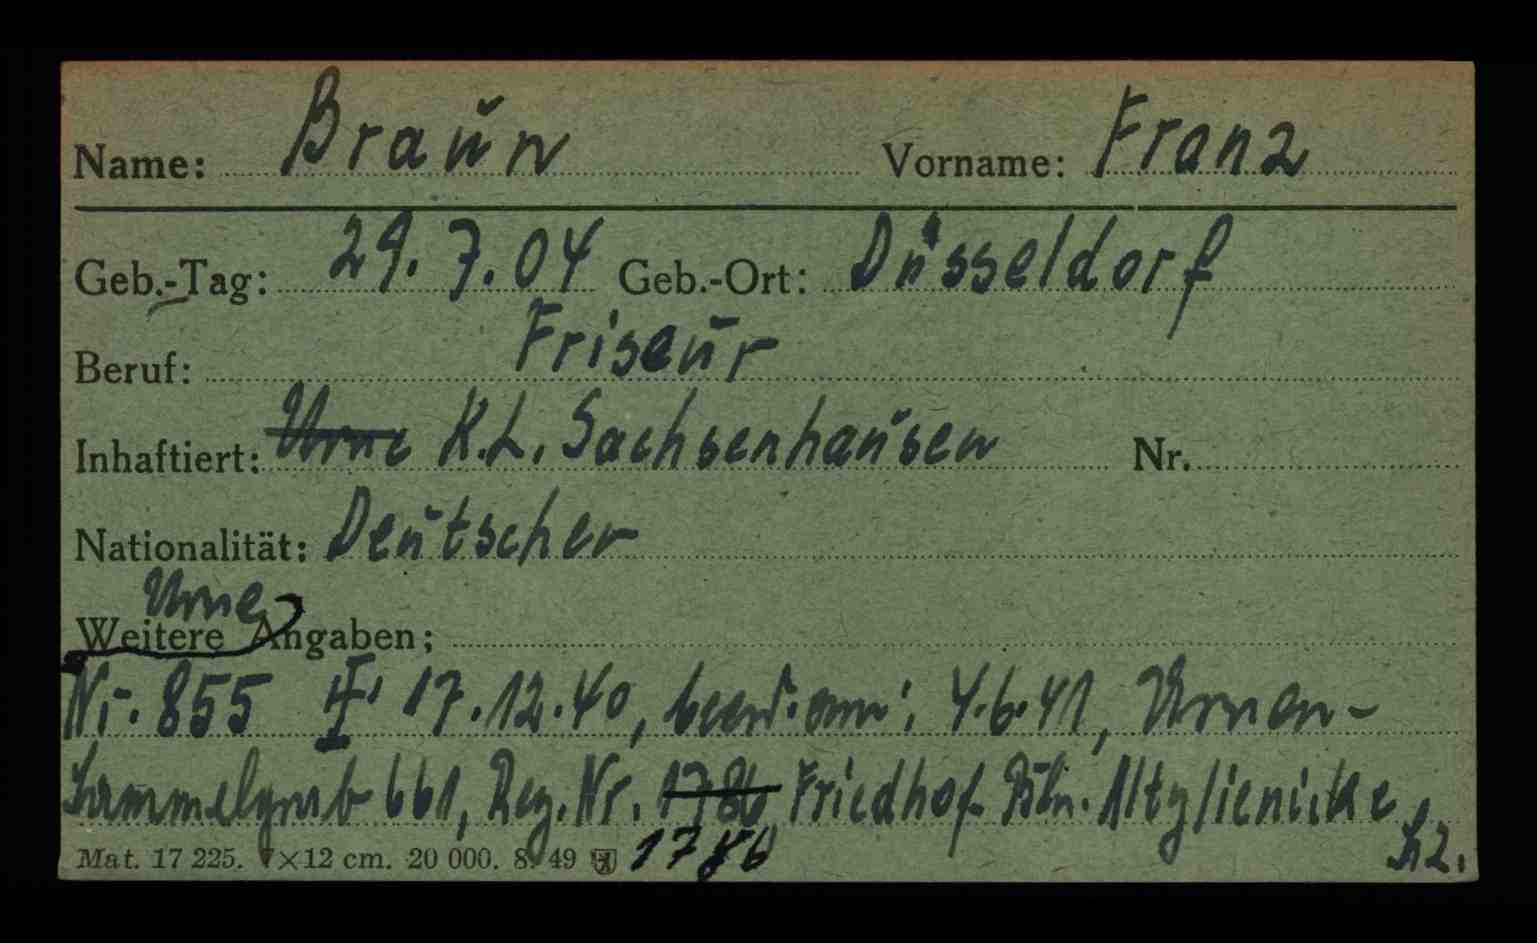 Name: Braun Vorname: Franz
Geb.-Tag: 29.7.04 Geb.-Ort: Düsseldorf
Beruf: Friseur
Inhaftiert: Urne K.L. Sachsenhausen Nr.
Nationalität: Deutscher
Urne
Weitere Angaben:
Nr. 855 17.12.40, beerd. am: 4.6.41, Urnen-
Sammelgrab 661, Reg. Nr. 1786 Friedhof Bln. Altglienicke
1786
Mat. 17 225. 7×12 cm. 20 000. 8. 49